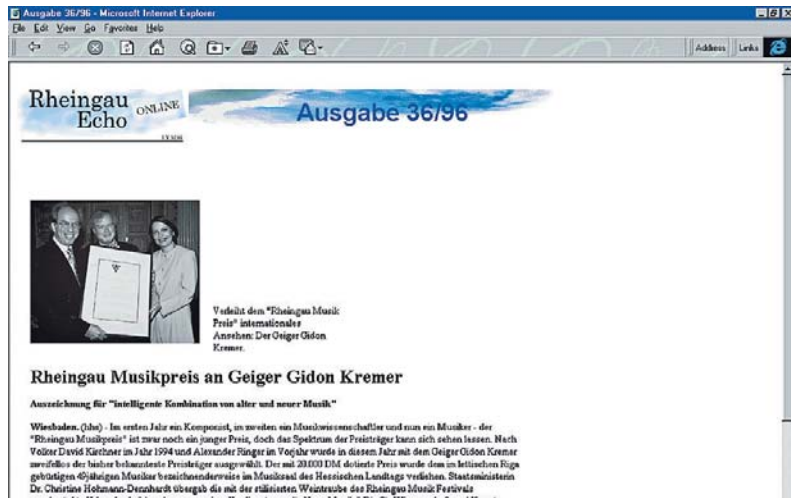 Ausgabe 36/96 - Microsoft Internet Explorer
File Edit View Go Favorites Help
Address Links
Rheingau
Echo ONLINE
Ausgabe 36/96
Verleiht dem "Rheingau Musik
Preis" internationales
Ansehen: Der Geiger Gidon
Kremer.
Rheingau Musikpreis an Geiger Gidon Kremer
Auszeichnung für "intelligente Kombination von alter und neuer Musik"
Wiesbaden. (hhs) - Im ersten Jahr ein Komponist, im zweiten ein Musikwissenschaftler und nun ein Musiker - der
"Rheingau Musikpreis" ist zwar noch ein junger Preis, doch das Spektrum der Preisträger kann sich sehen lassen. Nach
Volker David Kirchner im Jahr 1994 und Alexander Ringer im Vorjahr wurde in diesem Jahr mit dem Geiger Gidon Kremer
zweifellos der bisher bekannteste Preisträger ausgewählt. Der mit 20.000 DM dotierte Preis wurde dem im lettischen Riga
gebürtigen 49jährigen Musiker bezeichnenderweise im Musiksaal des Hessischen Landtags verliehen. Staatsministerin
Dr. Christine Hohmann-Dennhardt übergab die mit der stilisierten Weintraube des Rheingau Musik Festivals